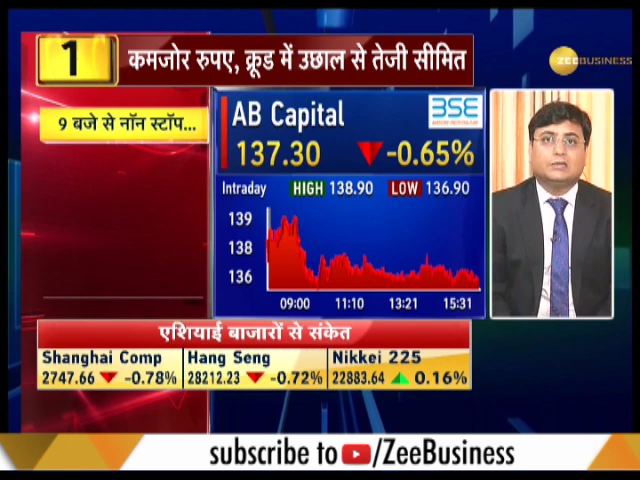 1
कमजोर रुपए, क्रूड में उछाल से तेजी सीमित
ZEEBUSINESS
9 बजे से नॉन स्टॉप...
AB Capital
BSE
137.30 -0.65%
Intraday HIGH 138.90 LOW 136.90
139
138
136
09:00 11:10 13:21 15:31
एशियाई बाजारों से संकेत
Shanghai Comp Hang Seng Nikkei 225
2747.66 -0.78% 28212.23 -0.72% 22883.64 0.16%
subscribe to /ZeeBusiness